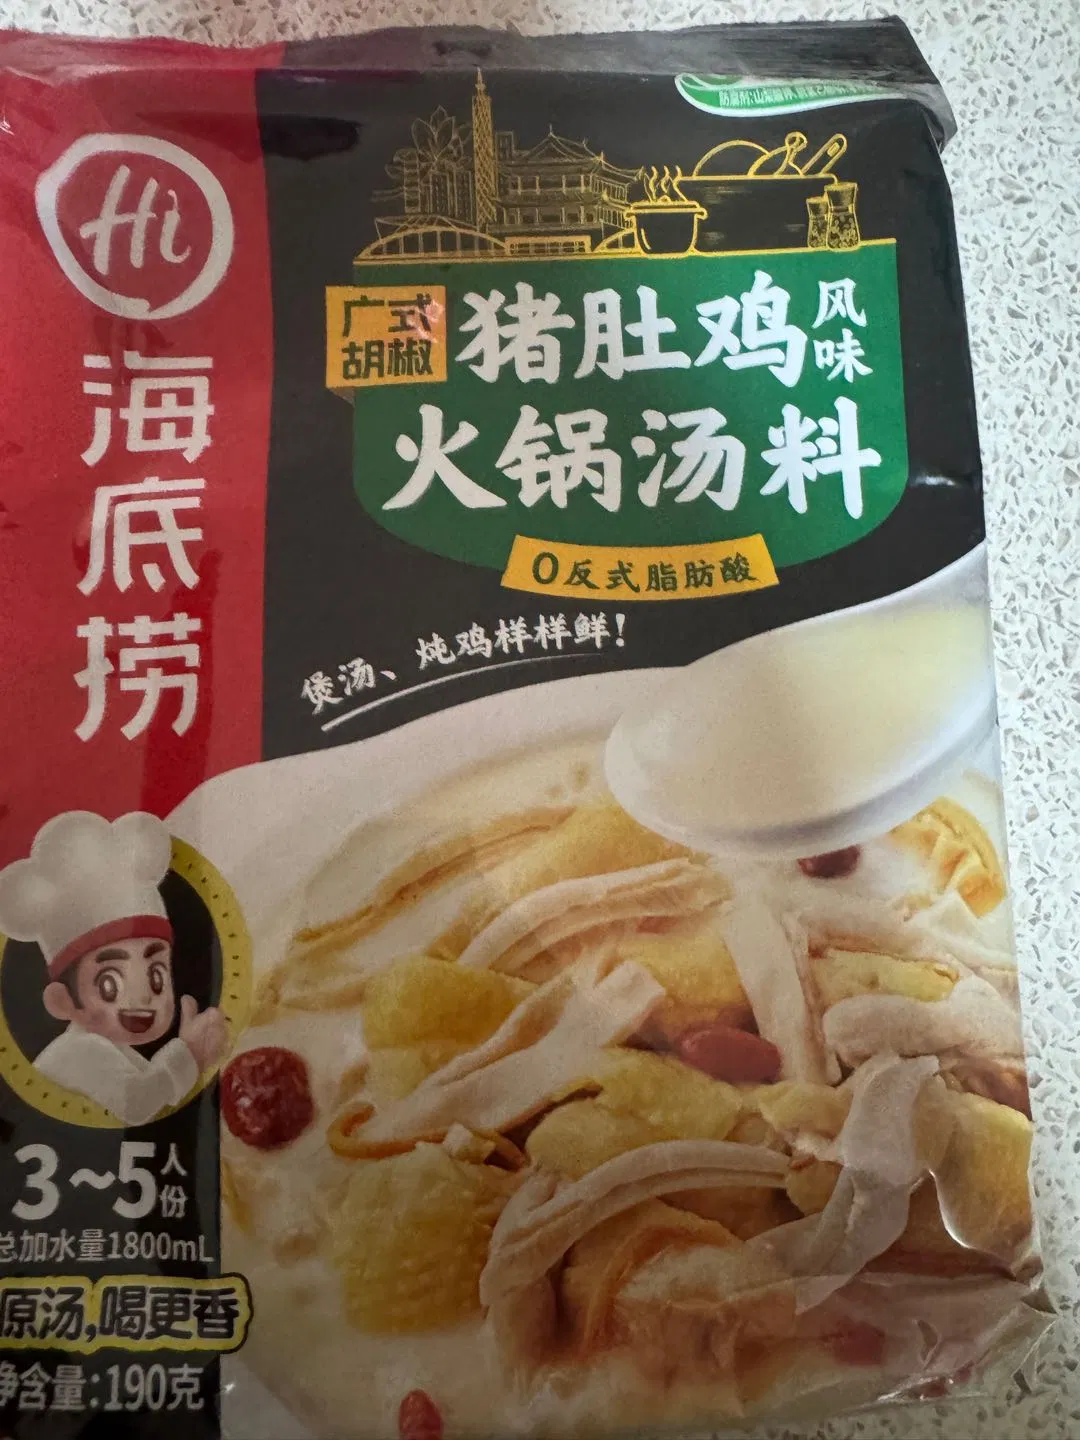 Hi
海底捞
广式
胡椒
猪肚鸡
风味
火锅汤料
0反式脂肪酸
煲汤、炖鸡样样鲜!
3~5人份
总加水量1800mL
原汤,喝更香
净含量:190克